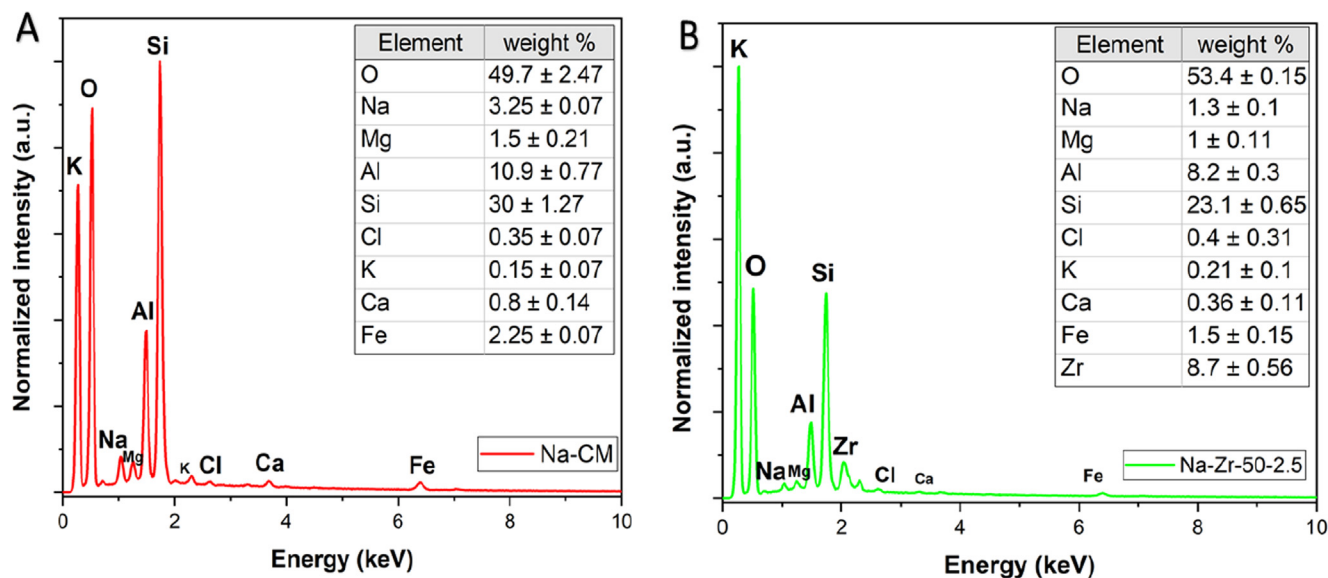 A
Normalized intensity (a.u.)
K
O
Na
Mg
Al
Si
K
Cl
Ca
Fe
Element weight %
O 49.7 ± 2.47
Na 3.25 ± 0.07
Mg 1.5 ± 0.21
Al 10.9 ± 0.77
Si 30 ± 1.27
Cl 0.35 ± 0.07
K 0.15 ± 0.07
Ca 0.8 ± 0.14
Fe 2.25 ± 0.07
Na-CM
0 2 4 6 8 10
Energy (keV)
B
Normalized intensity (a.u.)
K
O
Na
Mg
Al
Si
Zr
Cl
Ca
Fe
Element weight %
O 53.4 ± 0.15
Na 1.3 ± 0.1
Mg 1 ± 0.11
Al 8.2 ± 0.3
Si 23.1 ± 0.65
Cl 0.4 ± 0.31
K 0.21 ± 0.1
Ca 0.36 ± 0.11
Fe 1.5 ± 0.15
Zr 8.7 ± 0.56
Na-Zr-50-2.5
0 2 4 6 8 10
Energy (keV)